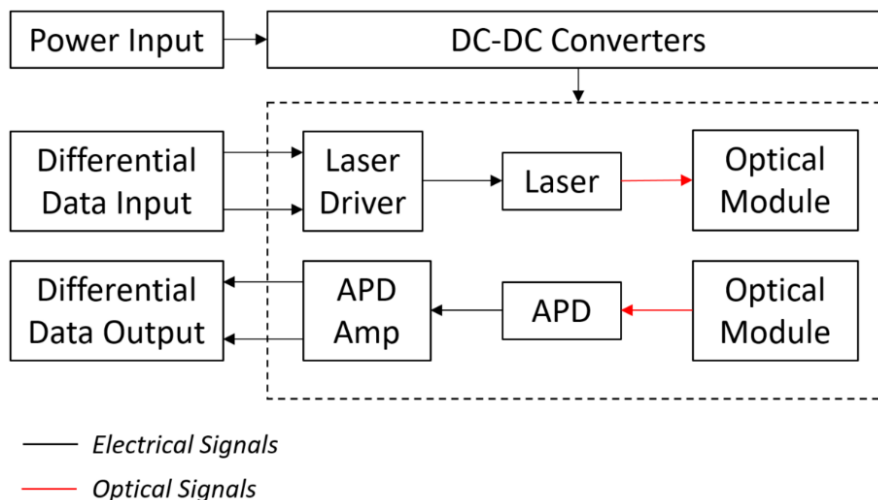 Power Input
DC-DC Converters
Differential
Data Input
Laser
Driver
Laser
Optical
Module
Differential
Data Output
APD
Amp
APD
Optical
Module
Electrical Signals
Optical Signals